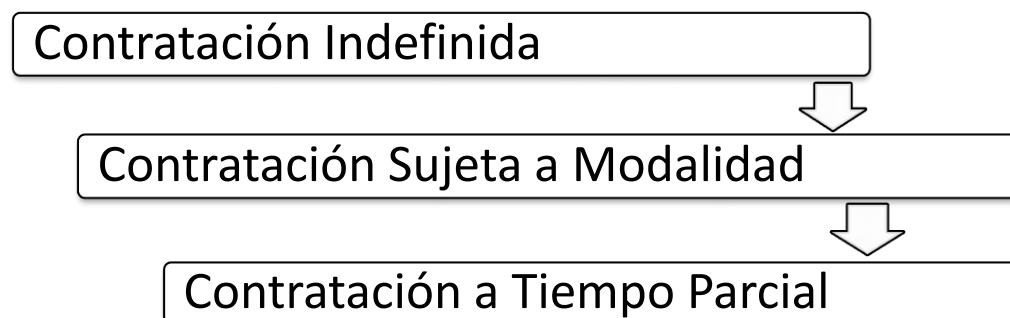 Contratación Indefinida
Contratación Sujeta a Modalidad
Contratación a Tiempo Parcial